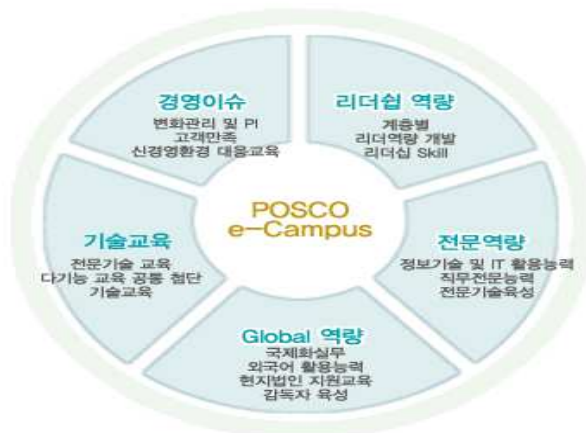 경영이슈
변화관리 및 PI
고객만족
신경영환경 대응교육
리더쉽 역량
계층별
리더역량 개발
리더십 Skill
POSCO
e-Campus
기술교육
전문기술 교육
다기능 교육 공통 첨단
기술교육
전문역량
정보기술 및 IT 활용능력
직무전문능력
전문기술육성
Global 역량
국제화실무
외국어 활용능력
현지법인 지원교육
감독자 육성